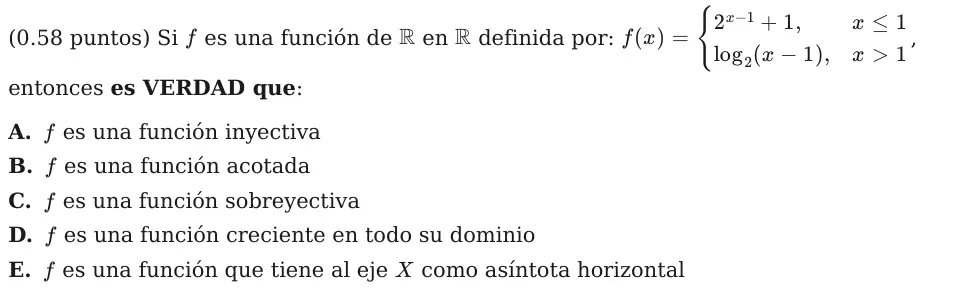 (0.58 puntos) Si f es una función de ℝ en ℝ definida por: f(x) = { 2^{x−1} + 1, x ≤ 1
log₂(x − 1), x > 1 ,
entonces es VERDAD que:
A. f es una función inyectiva
B. f es una función acotada
C. f es una función sobreyectiva
D. f es una función creciente en todo su dominio
E. f es una función que tiene al eje X como asíntota horizontal